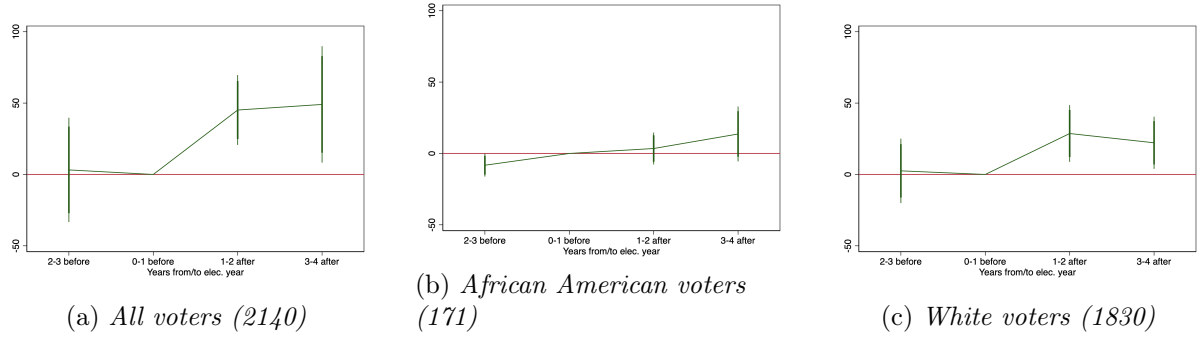 100
50
0
-50
2-3 before 0-1 before 1-2 after 3-4 after
Years from/to elec. year
(a) All voters (2140)
100
50
0
-50
2-3 before 0-1 before 1-2 after 3-4 after
Years from/to elec. year
(b) African American voters
(171)
100
50
0
-50
2-3 before 0-1 before 1-2 after 3-4 after
Years from/to elec. year
(c) White voters (1830)